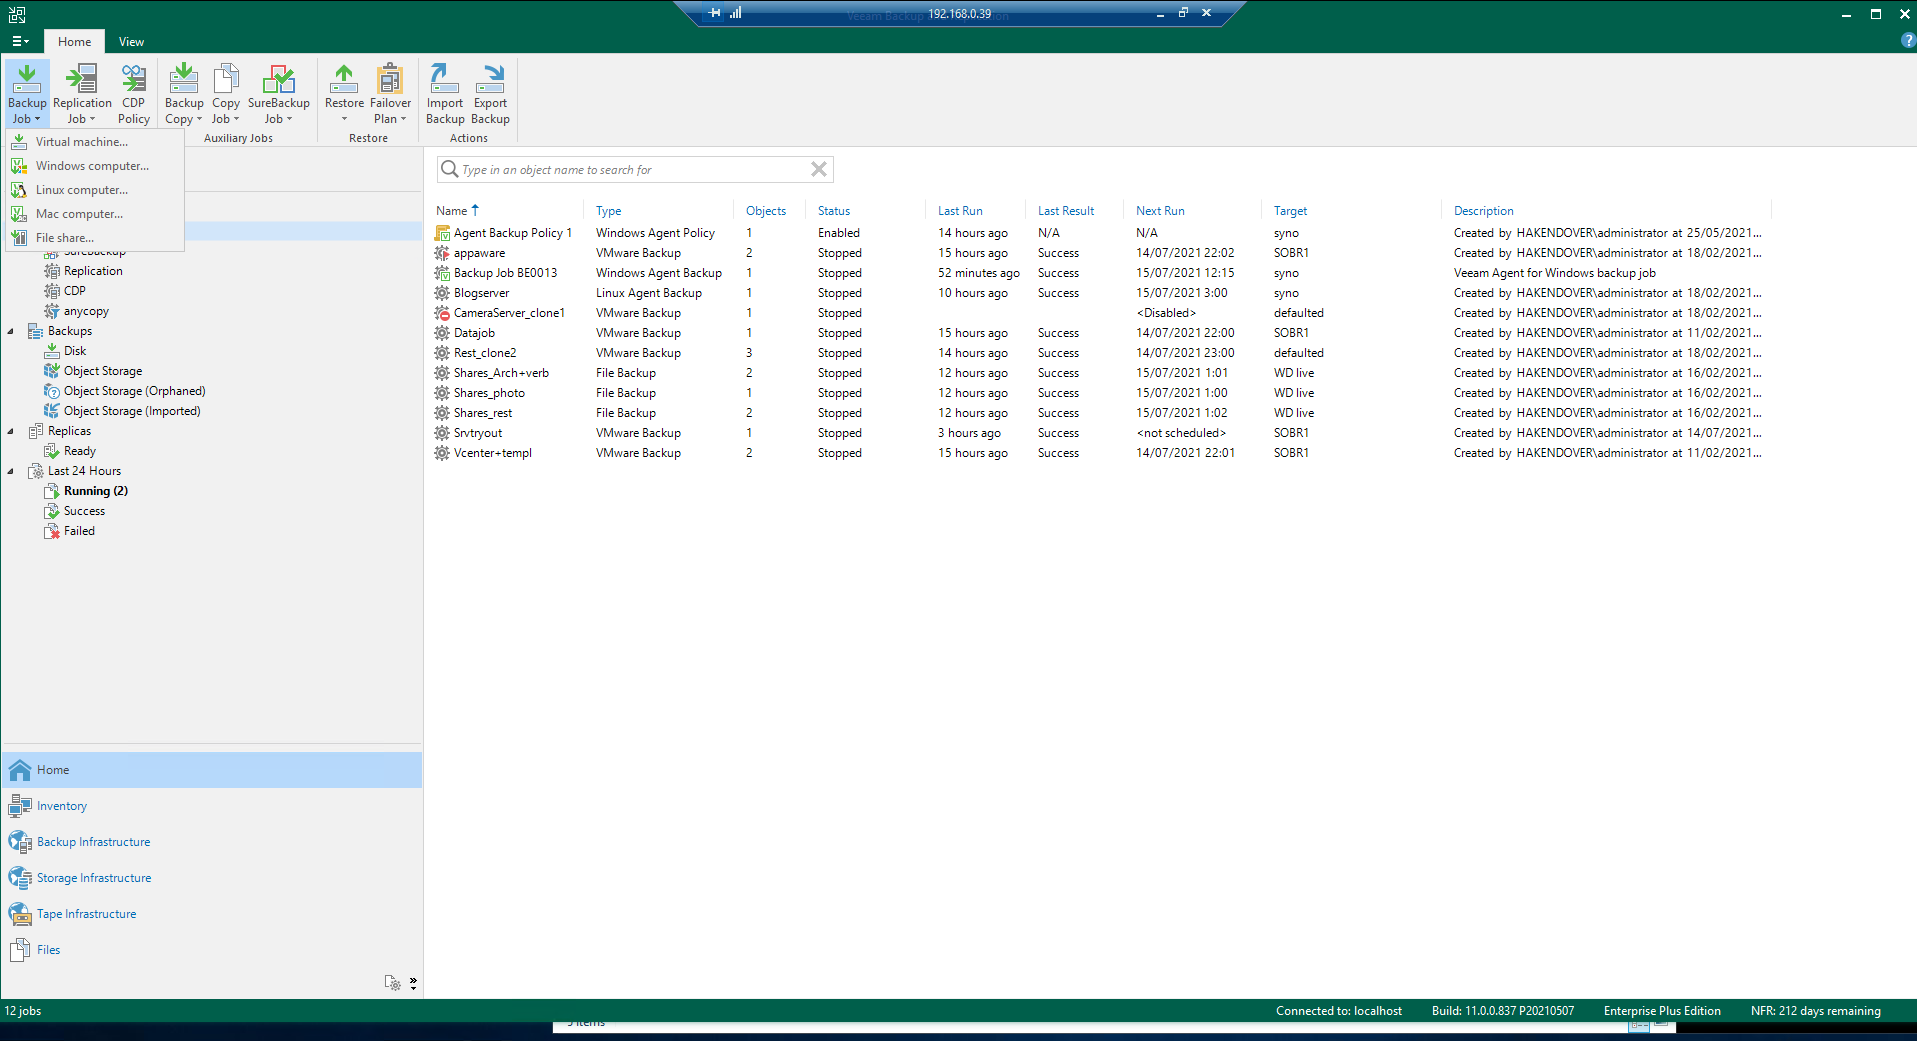 192.168.0.39
Veeam Backup
Home View
Backup Job Replication Job CDP Policy Backup Copy Copy Job SureBackup Job Restore Failover Plan Import Backup Export Backup
Auxiliary Jobs Restore Actions
Virtual machine...
Windows computer...
Linux computer...
Mac computer...
File share...
SureBackup
Replication
CDP
anycopy
Backups
Disk
Object Storage
Object Storage (Orphaned)
Object Storage (Imported)
Replicas
Ready
Last 24 Hours
Running (2)
Success
Failed
Home
Inventory
Backup Infrastructure
Storage Infrastructure
Tape Infrastructure
Files
Type in an object name to search for
Name Type Objects Status Last Run Last Result Next Run Target Description
Agent Backup Policy 1 Windows Agent Policy 1 Enabled 14 hours ago N/A N/A syno Created by HAKENDOVER\administrator at 25/05/2021...
appaware VMware Backup 2 Stopped 15 hours ago Success 14/07/2021 22:02 SOBR1 Created by HAKENDOVER\administrator at 18/02/2021...
Backup Job BE0013 Windows Agent Backup 1 Stopped 52 minutes ago Success 15/07/2021 12:15 syno Veeam Agent for Windows backup job
Blogserver Linux Agent Backup 1 Stopped 10 hours ago Success 15/07/2021 3:00 syno Created by HAKENDOVER\administrator at 18/02/2021...
CameraServer_clone1 VMware Backup 1 Stopped <Disabled> defaulted Created by HAKENDOVER\administrator at 18/02/2021...
Datajob VMware Backup 1 Stopped 15 hours ago Success 14/07/2021 22:00 SOBR1 Created by HAKENDOVER\administrator at 11/02/2021...
Rest_clone2 VMware Backup 3 Stopped 14 hours ago Success 14/07/2021 23:00 defaulted Created by HAKENDOVER\administrator at 18/02/2021...
Shares_Arch+verb File Backup 2 Stopped 12 hours ago Success 15/07/2021 1:01 WD live Created by HAKENDOVER\administrator at 16/02/2021...
Shares_photo File Backup 1 Stopped 12 hours ago Success 15/07/2021 1:00 WD live Created by HAKENDOVER\administrator at 16/02/2021...
Shares_rest File Backup 2 Stopped 12 hours ago Success 15/07/2021 1:02 WD live Created by HAKENDOVER\administrator at 16/02/2021...
Srvtryout VMware Backup 1 Stopped 3 hours ago Success <not scheduled> SOBR1 Created by HAKENDOVER\administrator at 14/07/2021...
Vcenter+templ VMware Backup 2 Stopped 15 hours ago Success 14/07/2021 22:01 SOBR1 Created by HAKENDOVER\administrator at 11/02/2021...
12 jobs Connected to: localhost Build: 11.0.0.837 P20210507 Enterprise Plus Edition NFR: 212 days remaining
items